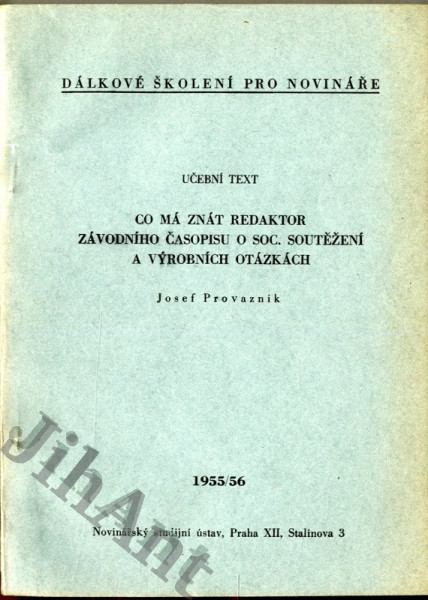 DÁLKOVÉ ŠKOLENÍ PRO NOVINÁŘE
UČEBNÍ TEXT
CO MÁ ZNÁT REDAKTOR
ZÁVODNÍHO ČASOPISU O SOC. SOUTĚŽENÍ
A VÝROBNÍCH OTÁZKÁCH
Josef Provazník
1955/56
Novinářský studijní ústav, Praha XII, Stalinova 3
JihAnt